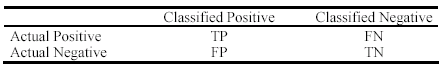 Classified Positive Classified Negative
Actual Positive TP FN
Actual Negative FP TN